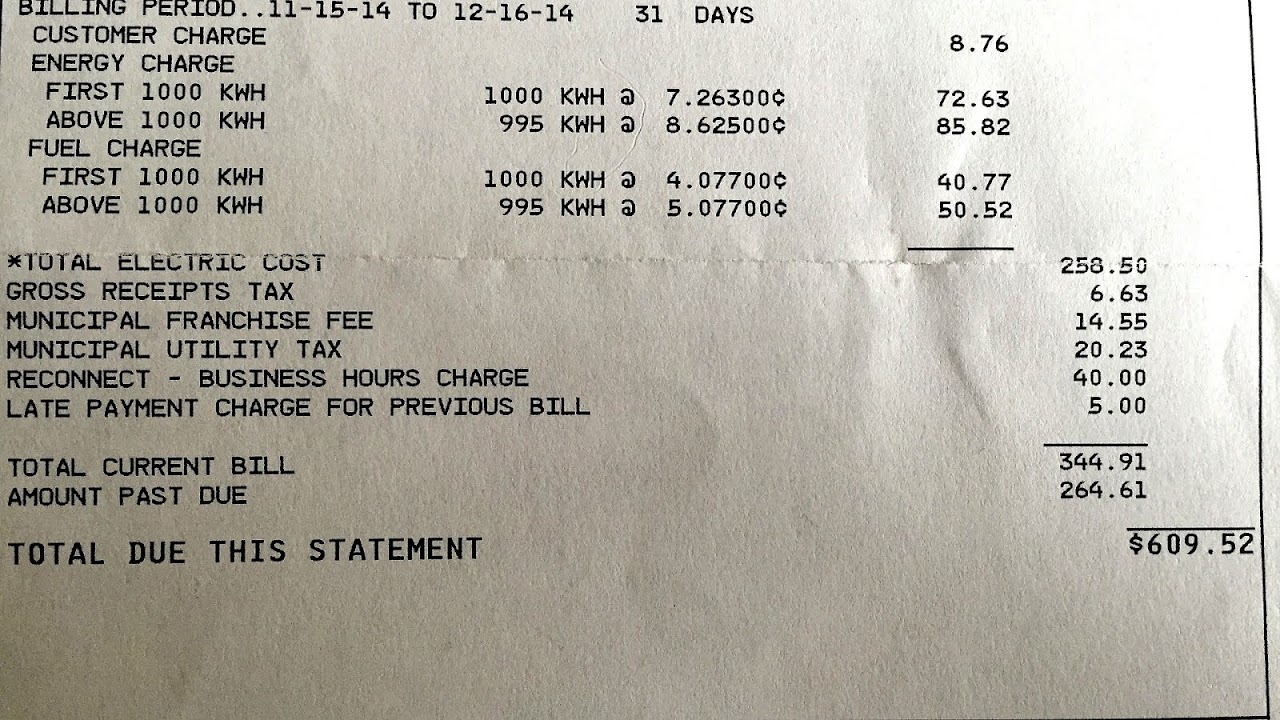 BILLING PERIOD..11-15-14 TO 12-16-14 31 DAYS
CUSTOMER CHARGE 8.76
ENERGY CHARGE
FIRST 1000 KWH 1000 KWH @ 7.26300¢ 72.63
ABOVE 1000 KWH 995 KWH @ 8.62500¢ 85.82
FUEL CHARGE
FIRST 1000 KWH 1000 KWH @ 4.07700¢ 40.77
ABOVE 1000 KWH 995 KWH @ 5.07700¢ 50.52
*TOTAL ELECTRIC COST 258.50
GROSS RECEIPTS TAX 6.63
MUNICIPAL FRANCHISE FEE 14.55
MUNICIPAL UTILITY TAX 20.23
RECONNECT - BUSINESS HOURS CHARGE 40.00
LATE PAYMENT CHARGE FOR PREVIOUS BILL 5.00
TOTAL CURRENT BILL 344.91
AMOUNT PAST DUE 264.61
TOTAL DUE THIS STATEMENT $609.52